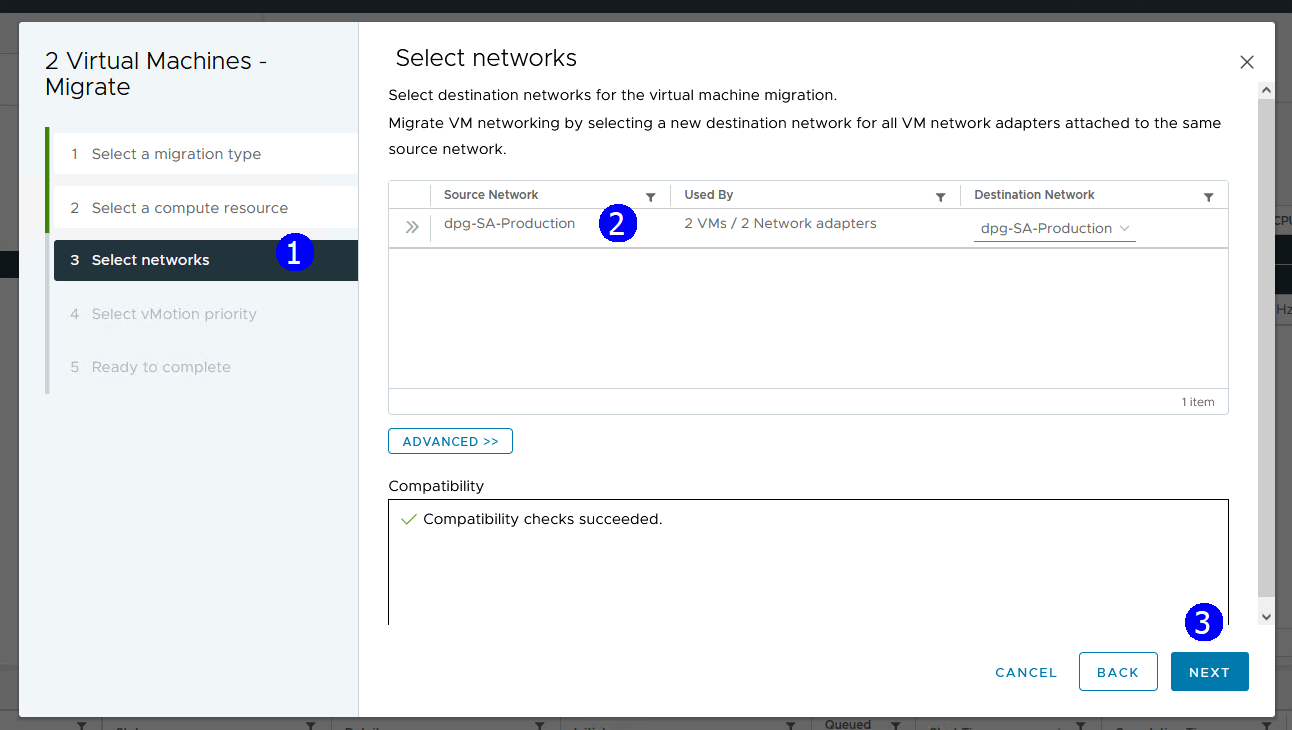 2 Virtual Machines -
Migrate
1 Select a migration type
2 Select a compute resource
3 Select networks
1
4 Select vMotion priority
5 Ready to complete
Select networks
Select destination networks for the virtual machine migration.
Migrate VM networking by selecting a new destination network for all VM network adapters attached to the same
source network.
Source Network Used By Destination Network
dpg-SA-Production 2 2 VMs / 2 Network adapters dpg-SA-Production
1 item
ADVANCED >>
Compatibility
Compatibility checks succeeded.
3
CANCEL BACK NEXT
Queued